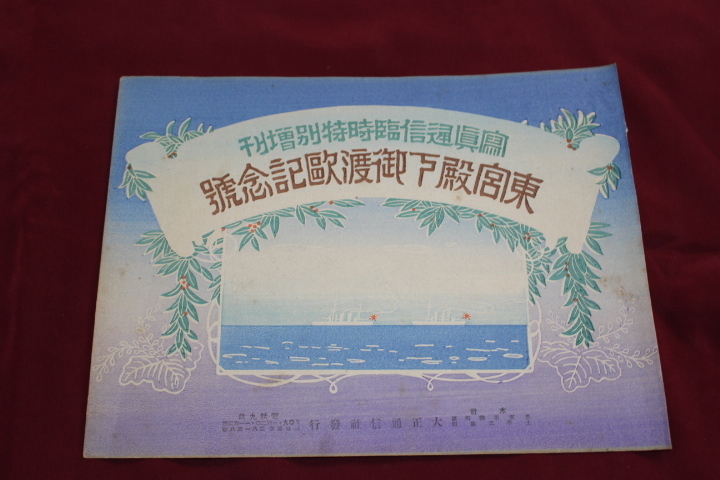 寫眞通信臨時特別增刊
東宮殿下御渡歐記念號
大正通信社發行